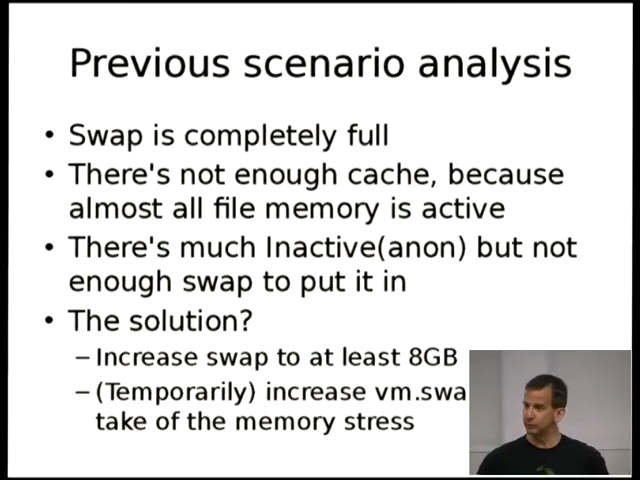 Previous scenario analysis
• Swap is completely full
• There's not enough cache, because
almost all file memory is active
• There's much Inactive(anon) but not
enough swap to put it in
• The solution?
– Increase swap to at least 8GB
– (Temporarily) increase
take of the memory stress